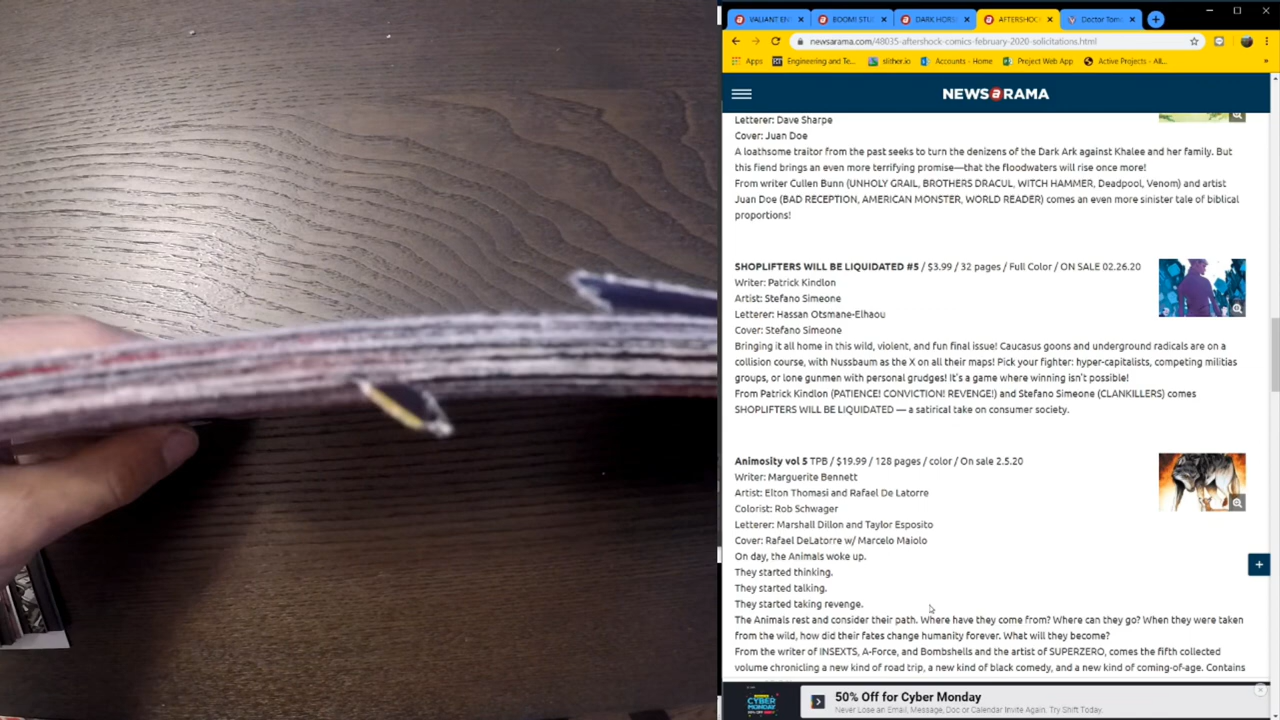 VALIANT EN
BOOM! STUD
DARK HORS
AFTERSHOC
Doctor Tom
newsarama.com/48035-aftershock-comics-february-2020-solicitations.html
Apps
Engineering and Te...
slither.io
Accounts - Home
Project Web App
Active Projects - All...
NEWSaRAMA
Letterer: Dave Sharpe
Cover: Juan Doe
A loathsome traitor from the past seeks to turn the denizens of the Dark Ark against Khalee and her family. But
this fiend brings an even more terrifying promise—that the floodwaters will rise once more!
From writer Cullen Bunn (UNHOLY GRAIL, BROTHERS DRACUL, WITCH HAMMER, Deadpool, Venom) and artist
Juan Doe (BAD RECEPTION, AMERICAN MONSTER, WORLD READER) comes an even more sinister tale of biblical
proportions!
SHOPLIFTERS WILL BE LIQUIDATED #5 / $3.99 / 32 pages / Full Color / ON SALE 02.26.20
Writer: Patrick Kindlon
Artist: Stefano Simeone
Letterer: Hassan Otsmane-Elhaou
Cover: Stefano Simeone
Bringing it all home in this wild, violent, and fun final issue! Caucasus goons and underground radicals are on a
collision course, with Nussbaum as the X on all their maps! Pick your fighter: hyper-capitalists, competing militias
groups, or lone gunmen with personal grudges! It's a game where winning isn't possible!
From Patrick Kindlon (PATIENCE! CONVICTION! REVENGE!) and Stefano Simeone (CLANKILLERS) comes
SHOPLIFTERS WILL BE LIQUIDATED — a satirical take on consumer society.
Animosity vol 5 TPB / $19.99 / 128 pages / color / On sale 2.5.20
Writer: Marguerite Bennett
Artist: Elton Thomasi and Rafael De Latorre
Colorist: Rob Schwager
Letterer: Marshall Dillon and Taylor Esposito
Cover: Rafael DeLatorre w/ Marcelo Maiolo
On day, the Animals woke up.
They started thinking.
They started talking.
They started taking revenge.
The Animals rest and consider their path. Where have they come from? Where can they go? When they were taken
from the wild, how did their fates change humanity forever. What will they become?
From the writer of INSEXTS, A-Force, and Bombshells and the artist of SUPERZERO, comes the fifth collected
volume chronicling a new kind of road trip, a new kind of black comedy, and a new kind of coming-of-age. Contains
CYBER
MONDAY
50% Off for Cyber Monday
Never Lose an Email, Message, Doc or Calendar Invite Again. Try Shift Today.